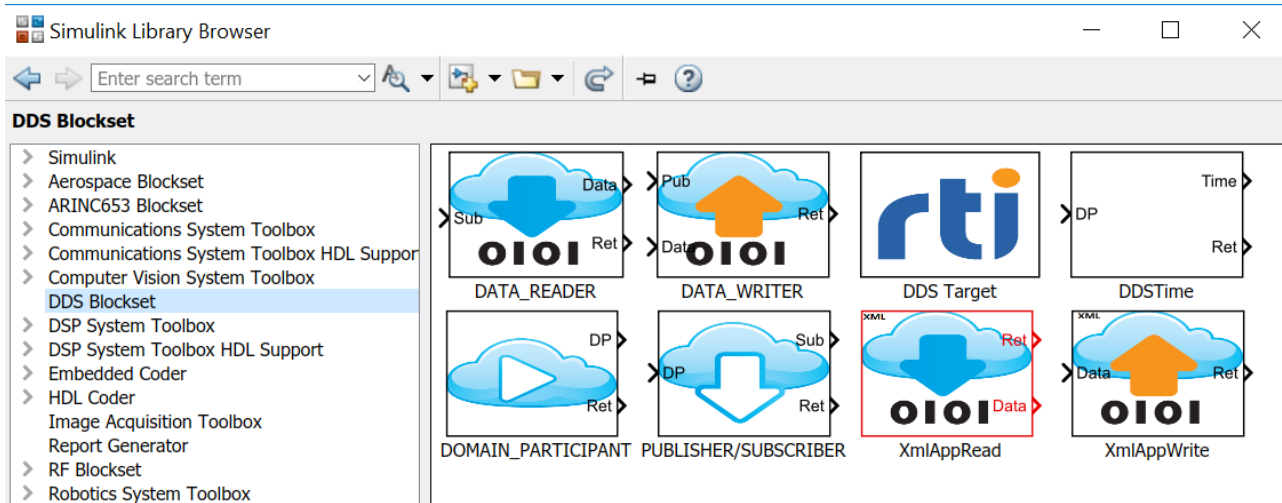 Simulink Library Browser
Enter search term
DDS Blockset
Simulink
Aerospace Blockset
ARINC653 Blockset
Communications System Toolbox
Communications System Toolbox HDL Suppor
Computer Vision System Toolbox
DDS Blockset
DSP System Toolbox
DSP System Toolbox HDL Support
Embedded Coder
HDL Coder
Image Acquisition Toolbox
Report Generator
RF Blockset
Robotics System Toolbox
Sub
Data
Ret
0101
DATA_READER
Pub
Data
Ret
0101
DATA_WRITER
rti
DDS Target
DP
Time
Ret
DDSTime
DP
Ret
DOMAIN_PARTICIPANT
DP
Sub
Ret
PUBLISHER/SUBSCRIBER
XML
Ret
Data
0101
XmlAppRead
XML
Data
Ret
0101
XmlAppWrite